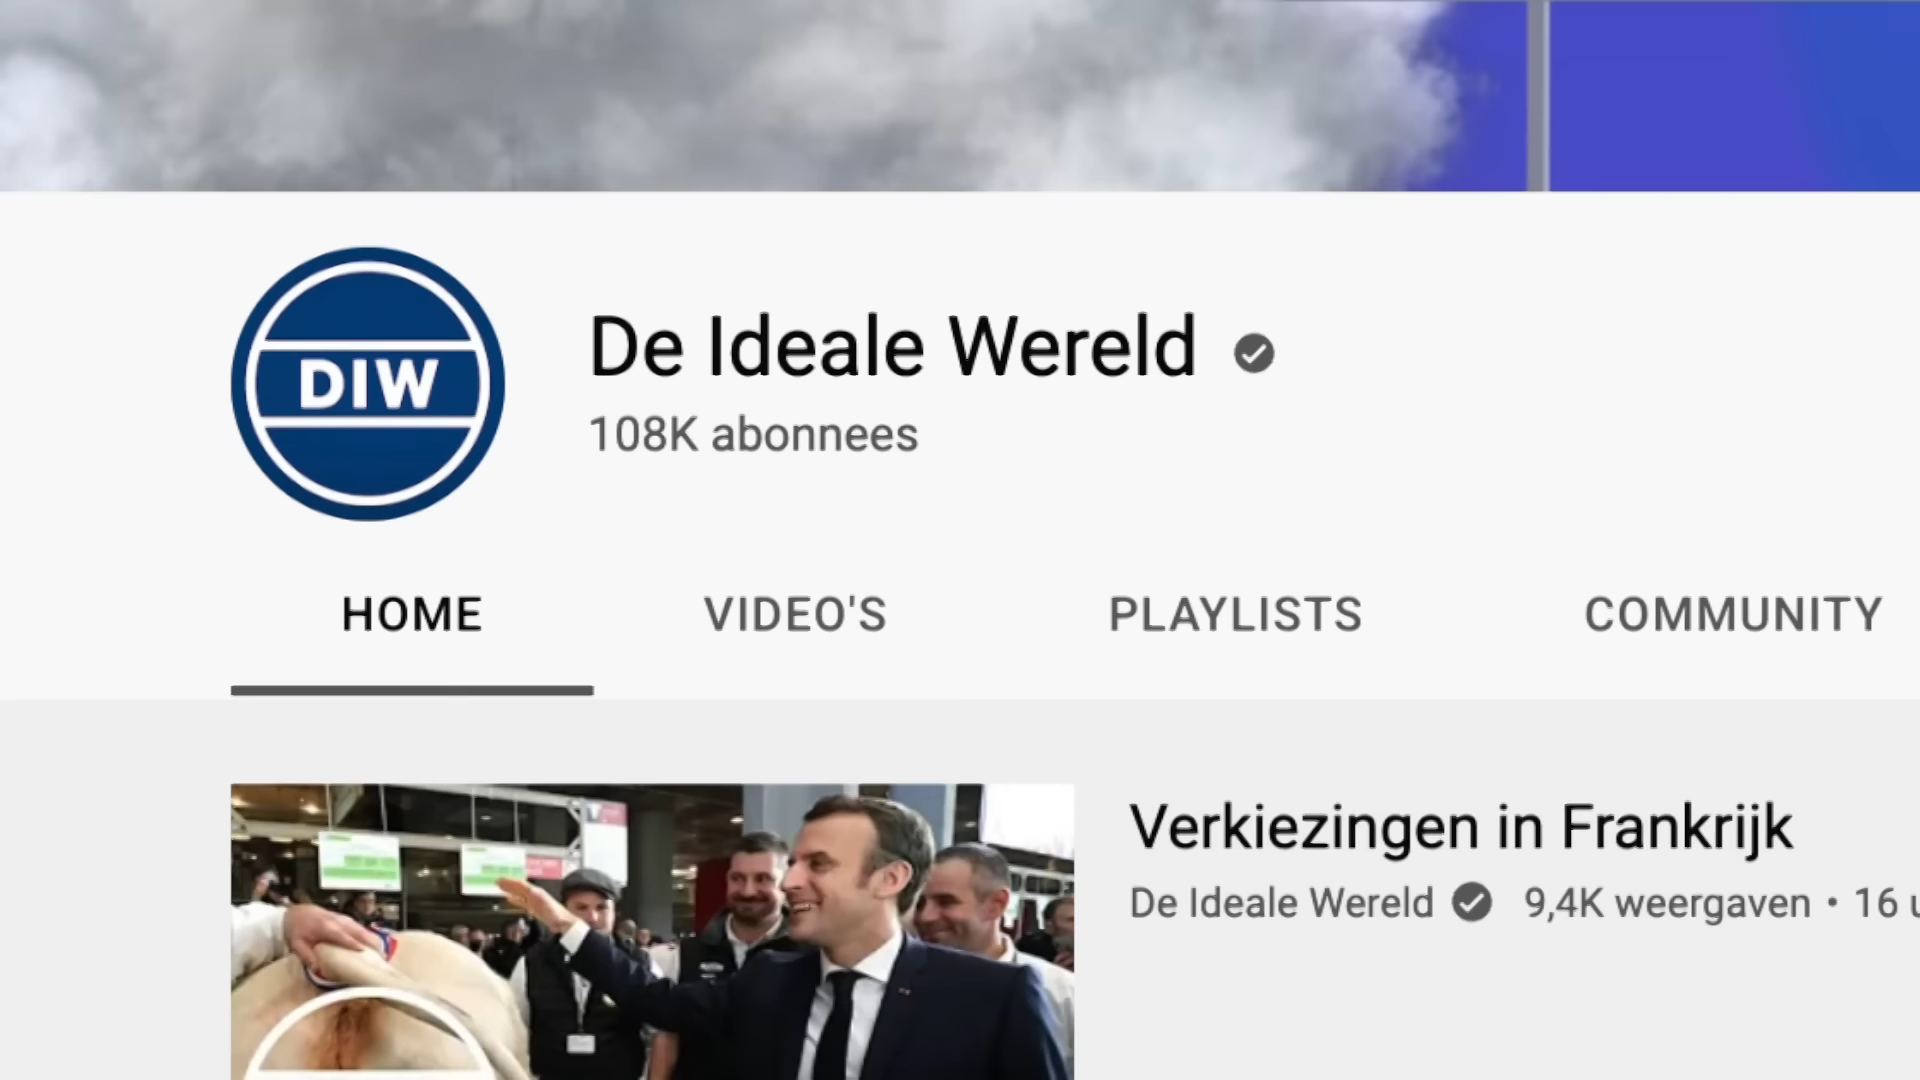 DIW
De Ideale Wereld
108K abonnees
HOME VIDEO'S PLAYLISTS COMMUNITY
Verkiezingen in Frankrijk
De Ideale Wereld 9,4K weergaven • 16 u